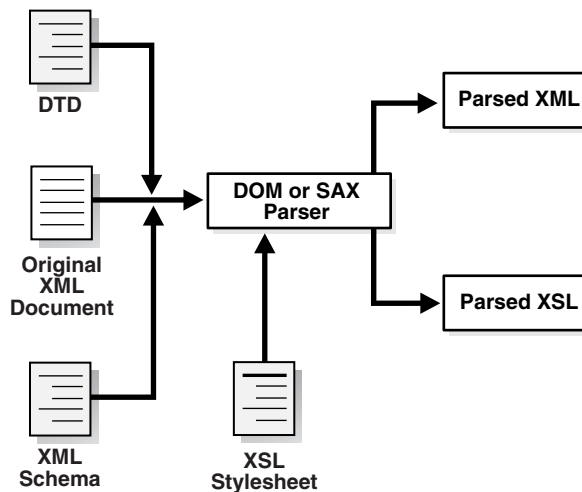 DTD
Parsed XML
DOM or SAX
Parser
Original
XML
Document
Parsed XSL
XML
Schema
XSL
Stylesheet